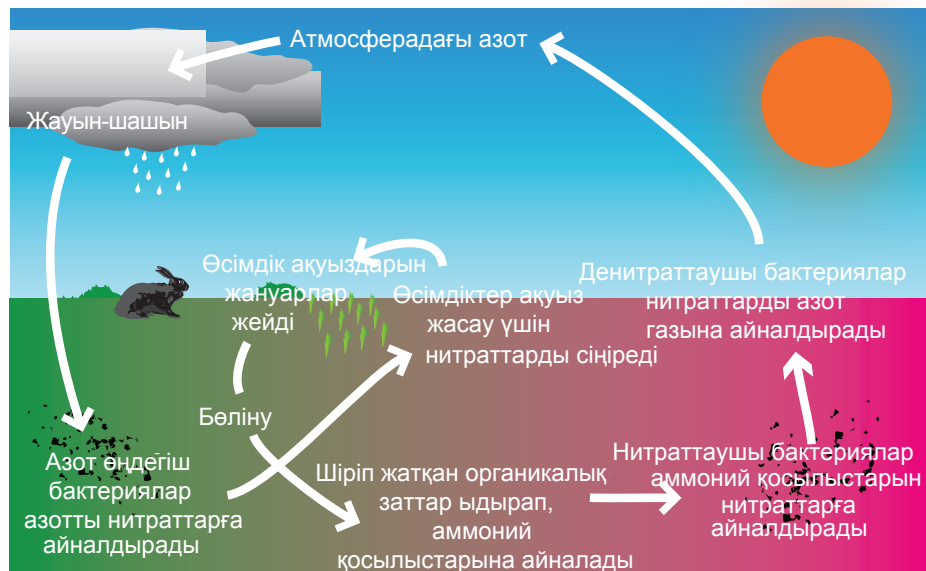 Атмосферадағы азот
Жауын-шашын
Өсімдік ақуыздарын
жануарлар
жейді
Өсімдіктер ақуыз
жасау үшін
нитраттарды сіңіреді
Денитраттаушы бактериялар
нитраттарды азот
газына айналдырады
Бөліну
Азот өңдегіш
бактериялар
азотты нитраттарға
айналдырады
Шіріп жатқан органикалық
заттар ыдырап,
аммоний
қосылыстарына айналады
Нитраттаушы бактериялар
аммоний қосылыстарын
нитраттарға
айналдырады